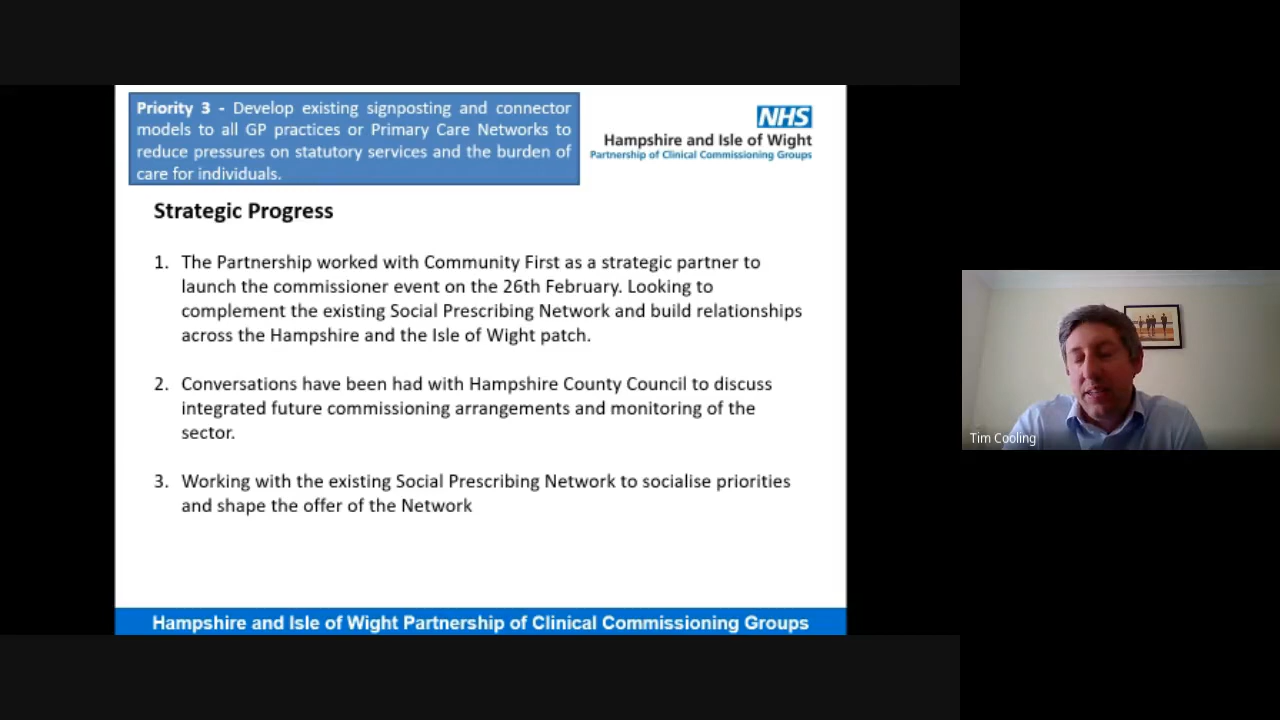 Priority 3 - Develop existing signposting and connector
models to all GP practices or Primary Care Networks to
reduce pressures on statutory services and the burden of
care for individuals.
NHS
Hampshire and Isle of Wight
Partnership of Clinical Commissioning Groups
Strategic Progress
1. The Partnership worked with Community First as a strategic partner to
launch the commissioner event on the 26th February. Looking to
complement the existing Social Prescribing Network and build relationships
across the Hampshire and the Isle of Wight patch.
2. Conversations have been had with Hampshire County Council to discuss
integrated future commissioning arrangements and monitoring of the
sector.
3. Working with the existing Social Prescribing Network to socialise priorities
and shape the offer of the Network
Hampshire and Isle of Wight Partnership of Clinical Commissioning Groups
Tim Cooling